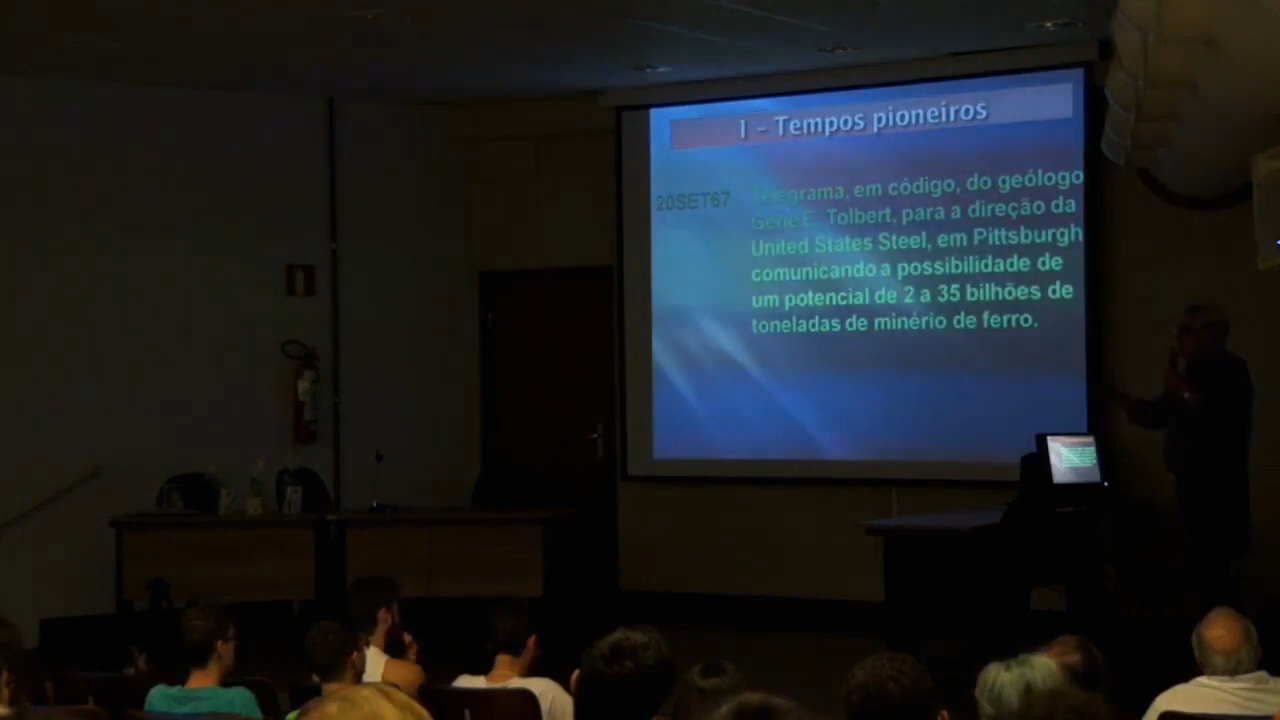 1 - Tempos pioneiros
20SET67 Telegrama, em código, do geólogo
Gene E. Tolbert, para a direção da
United States Steel, em Pittsburgh
comunicando a possibilidade de
um potencial de 2 a 35 bilhões de
toneladas de minério de ferro.